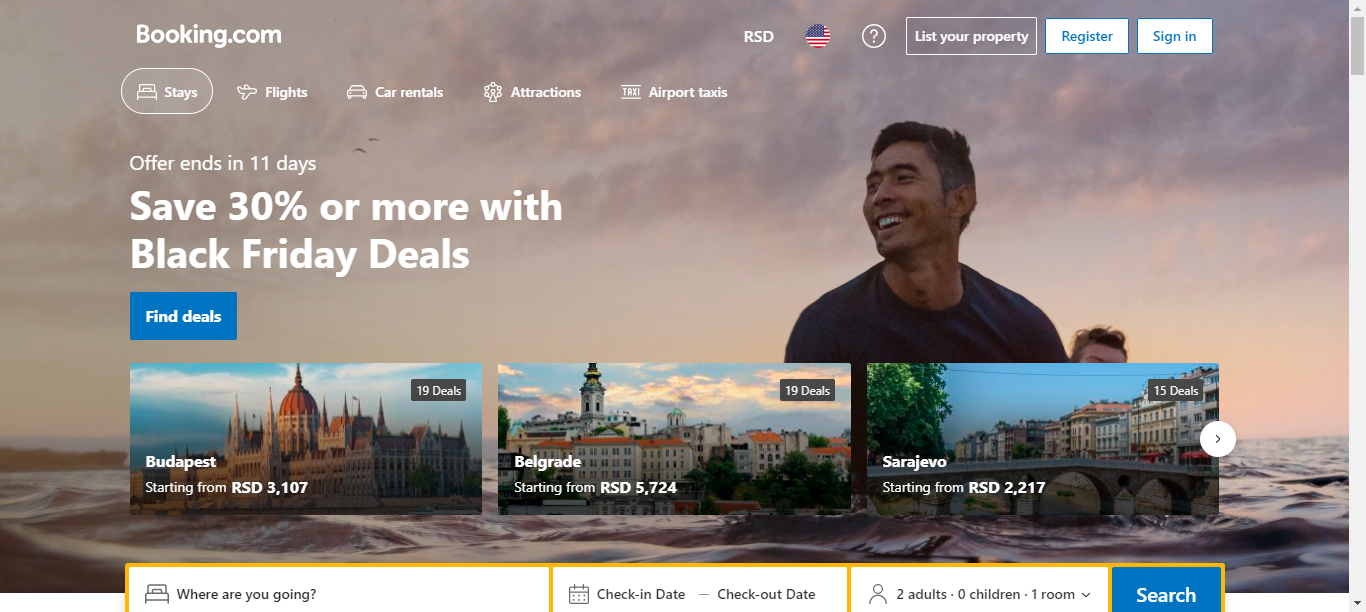 Booking.com
RSD
List your property
Register
Sign in
Stays
Flights
Car rentals
Attractions
TAXI
Airport taxis
Offer ends in 11 days
Save 30% or more with
Black Friday Deals
Find deals
19 Deals
Budapest
Starting from RSD 3,107
19 Deals
Belgrade
Starting from RSD 5,724
15 Deals
Sarajevo
Starting from RSD 2,217
Where are you going?
Check-in Date — Check-out Date
2 adults · 0 children · 1 room
Search